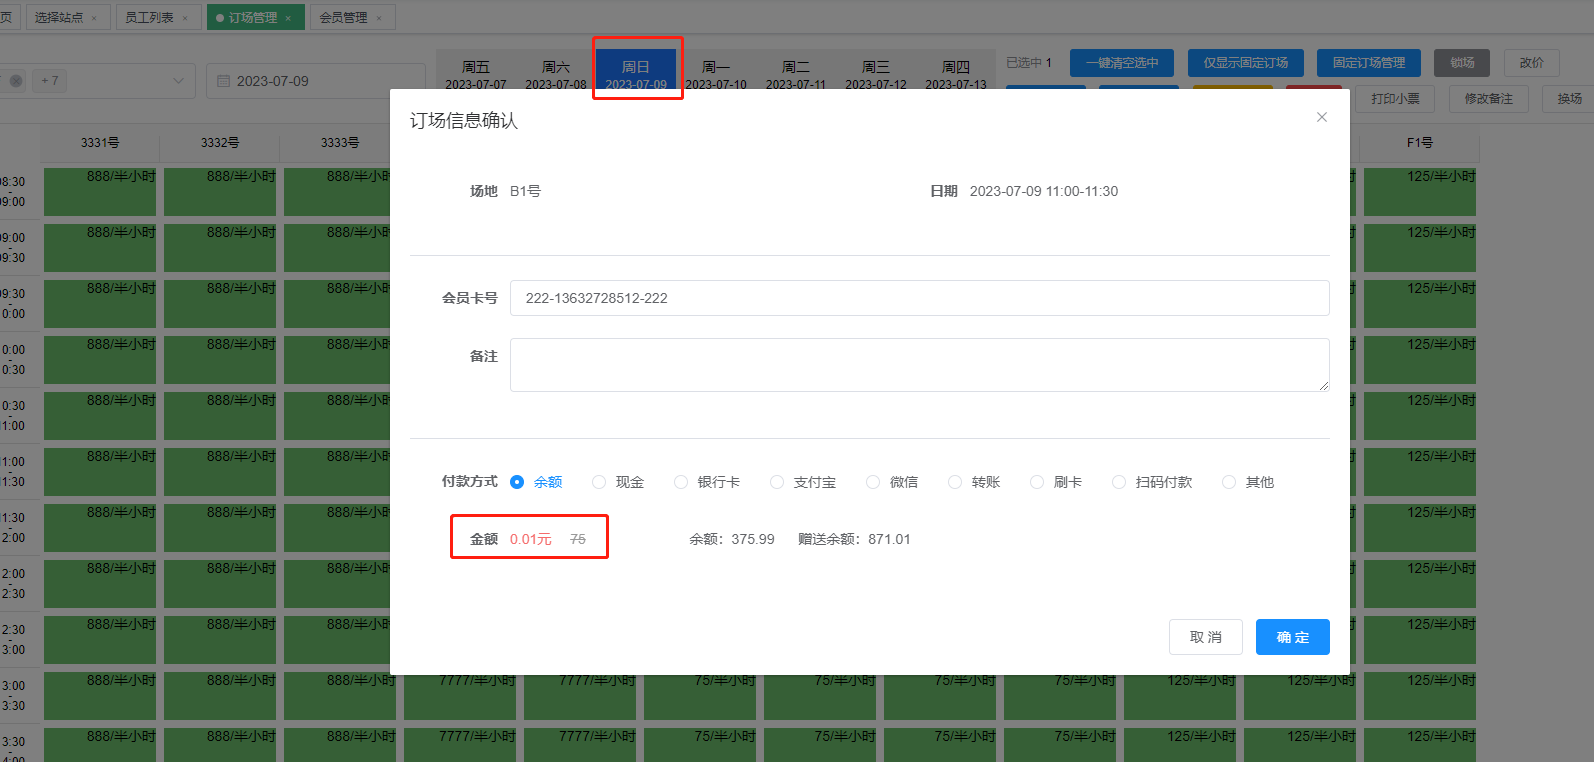 页 选择站点 × 员工列表 × 订场管理 × 会员管理 ×
+ 7 2023-07-09
周五 周六 周日 周一 周二 周三 周四
2023-07-07 2023-07-08 2023-07-09 2023-07-10 2023-07-11 2023-07-12 2023-07-13
已选中 1 一键清空选中 仅显示固定订场 固定订场管理 锁场 改价
打印小票 修改备注 换场
订场信息确认
3331号 3332号 3333号 F1号
场地 B1号 日期 2023-07-09 11:00-11:30
会员卡号 222-13632728512-222
备注
付款方式 余额 现金 银行卡 支付宝 微信 转账 刷卡 扫码付款 其他
金额 0.01元 75 余额：375.99 赠送余额：871.01
取 消 确 定
08:30
-
09:00
888/半小时 888/半小时 888/半小时 125/半小时
09:00
-
09:30
888/半小时 888/半小时 888/半小时 125/半小时
09:30
-
0:00
888/半小时 888/半小时 888/半小时 125/半小时
0:00
-
0:30
888/半小时 888/半小时 888/半小时 125/半小时
0:30
-
1:00
888/半小时 888/半小时 888/半小时 125/半小时
1:00
-
1:30
888/半小时 888/半小时 888/半小时 125/半小时
1:30
-
2:00
888/半小时 888/半小时 888/半小时 125/半小时
2:00
-
2:30
888/半小时 888/半小时 888/半小时 125/半小时
2:30
-
3:00
888/半小时 888/半小时 888/半小时 125/半小时
3:00
-
3:30
888/半小时 888/半小时 888/半小时 7777/半小时 7777/半小时 75/半小时 75/半小时 75/半小时 75/半小时 125/半小时 125/半小时 125/半小时
3:30
-
4:00
888/半小时 888/半小时 888/半小时 7777/半小时 7777/半小时 75/半小时 75/半小时 75/半小时 75/半小时 125/半小时 125/半小时 125/半小时